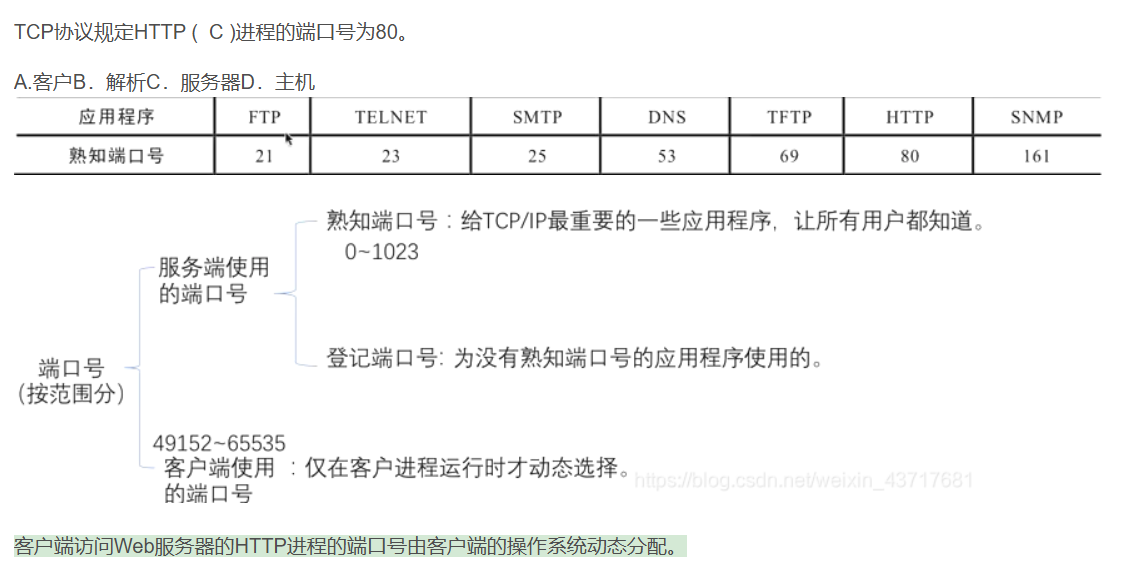 TCP协议规定HTTP ( C )进程的端口号为80。
A.客户B．解析C．服务器D．主机
应用程序 FTP TELNET SMTP DNS TFTP HTTP SNMP
熟知端口号 21 23 25 53 69 80 161
熟知端口号：给TCP/IP最重要的一些应用程序，让所有用户都知道。
0~1023
服务端使用
的端口号
登记端口号: 为没有熟知端口号的应用程序使用的。
端口号
（按范围分）
49152~65535
客户端使用 ：仅在客户进程运行时才动态选择。
的端口号
https://blog.csdn.net/weixin_43717681
客户端访问Web服务器的HTTP进程的端口号由客户端的操作系统动态分配。